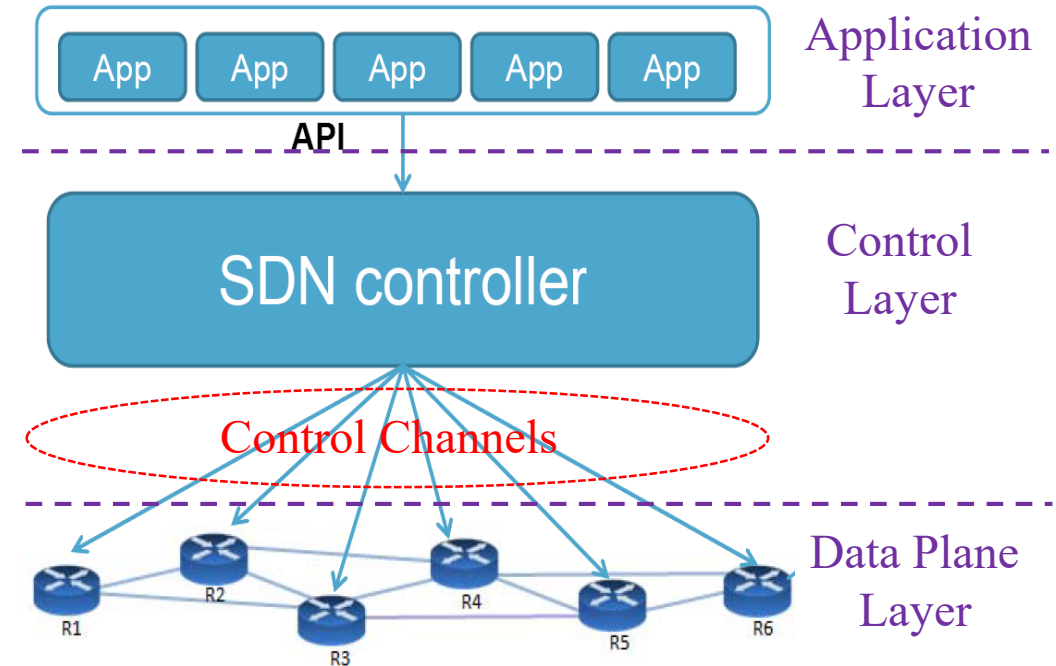 App App App App App
Application
Layer
API
SDN controller
Control
Layer
Control Channels
Data Plane
Layer
R1
R2
R3
R4
R5
R6